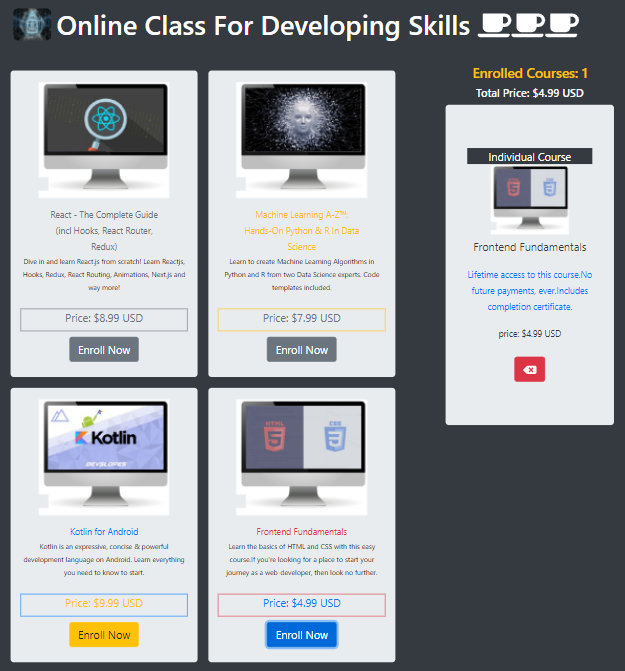 Online Class For Developing Skills
Enrolled Courses: 1
Total Price: $4.99 USD
React - The Complete Guide
(incl Hooks, React Router,
Redux)
Dive in and learn React.js from scratch! Learn Reactjs,
Hooks, Redux, React Routing, Animations, Next.js and
way more!
Price: $8.99 USD
Enroll Now
Machine Learning A-Z™:
Hands-On Python & R In Data
Science
Learn to create Machine Learning Algorithms in
Python and R from two Data Science experts. Code
templates included.
Price: $7.99 USD
Enroll Now
Individual Course
HTML CSS
5
Frontend Fundamentals
Lifetime access to this course.No
future payments, ever.Includes
completion certificate.
price: $4.99 USD
Kotlin
DEVSLOPES
Kotlin for Android
Kotlin is an expressive, concise & powerful
development language on Android. Learn everything
you need to know to start.
Price: $9.99 USD
Enroll Now
HTML CSS
5
Frontend Fundamentals
Learn the basics of HTML and CSS with this easy
course.If you're looking for a place to start your
journey as a web developer, then look no further.
Price: $4.99 USD
Enroll Now